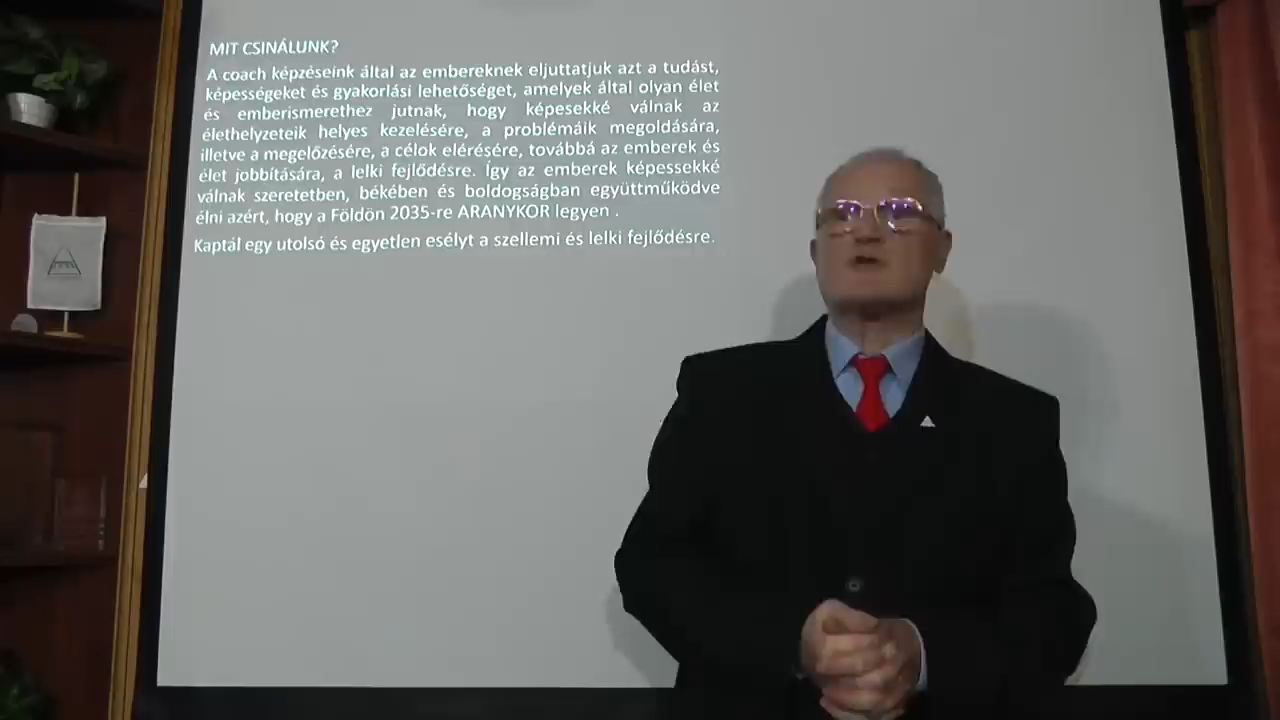 MIT CSINÁLUNK?
A coach képzéseink által az embereknek eljuttatjuk azt a tudást,
képességeket és gyakorlási lehetőséget, amelyek által olyan élet
és emberismerethez jutnak, hogy képesekké válnak az
élethelyzeteik helyes kezelésére, a problémáik megoldására,
illetve a megelőzésére, a célok elérésére, továbbá az emberek és
élet jobbítására, a lelki fejlődésre. Így az emberek képessekké
válnak szeretetben, békében és boldogságban együttműködve
élni azért, hogy a Földön 2035-re ARANYKOR legyen .
Kaptál egy utolsó és egyetlen esélyt a szellemi és lelki fejlődésre.